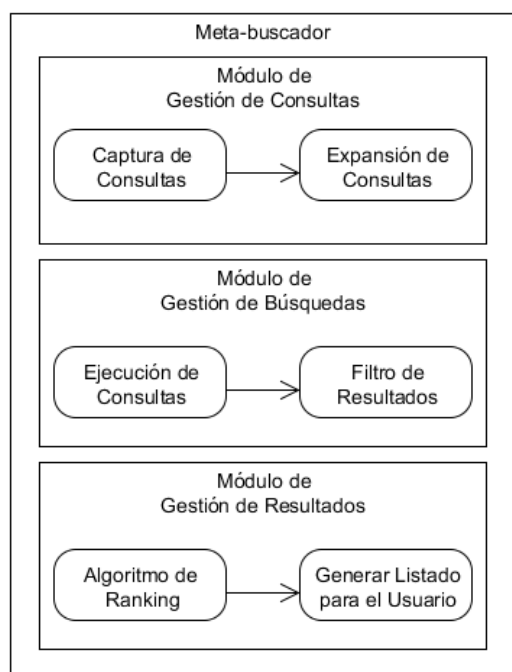 Meta-buscador
Módulo de
Gestión de Consultas
Captura de
Consultas
Expansión de
Consultas
Módulo de
Gestión de Búsquedas
Ejecución de
Consultas
Filtro de
Resultados
Módulo de
Gestión de Resultados
Algoritmo de
Ranking
Generar Listado
para el Usuario